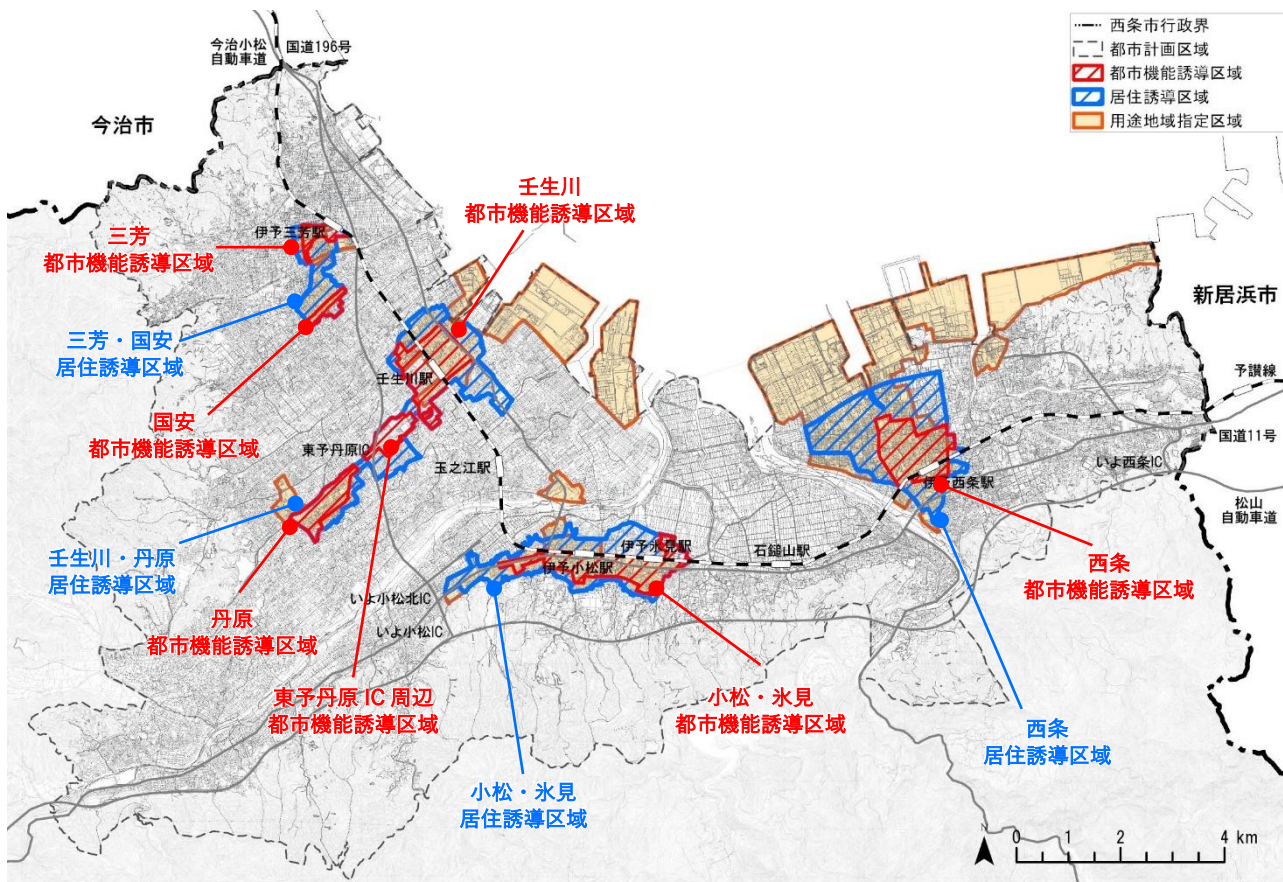 今治小松
自動車道
国道196号
西条市行政界
都市計画区域
都市機能誘導区域
居住誘導区域
用途地域指定区域
今治市
壬生川
都市機能誘導区域
伊予三芳駅
三芳
都市機能誘導区域
新居浜市
三芳・国安
居住誘導区域
予讃線
壬生川駅
国安
都市機能誘導区域
国道11号
東予丹原IC
玉之江駅
いよ西条IC
伊予西条駅
松山
自動車道
壬生川・丹原
居住誘導区域
伊予氷見駅
石鎚山駅
伊予小松駅
西条
都市機能誘導区域
いよ小松北IC
丹原
都市機能誘導区域
いよ小松IC
東予丹原IC周辺
都市機能誘導区域
小松・氷見
都市機能誘導区域
西条
居住誘導区域
小松・氷見
居住誘導区域
0 1 2 4 km